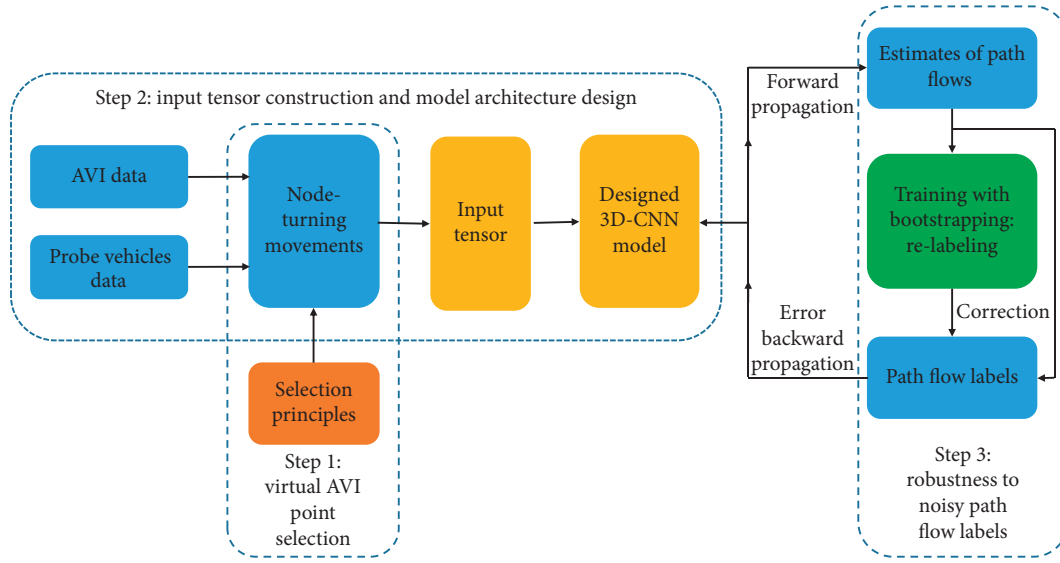 Step 2: input tensor construction and model architecture design
AVI data
Probe vehicles
data
Node-
turning
movements
Input
tensor
Designed
3D-CNN
model
Selection
principles
Step 1:
virtual AVI
point
selection
Forward
propagation
Error
backward
propagation
Estimates of path
flows
Training with
bootstrapping:
re-labeling
Correction
Path flow labels
Step 3:
robustness to
noisy path
flow labels